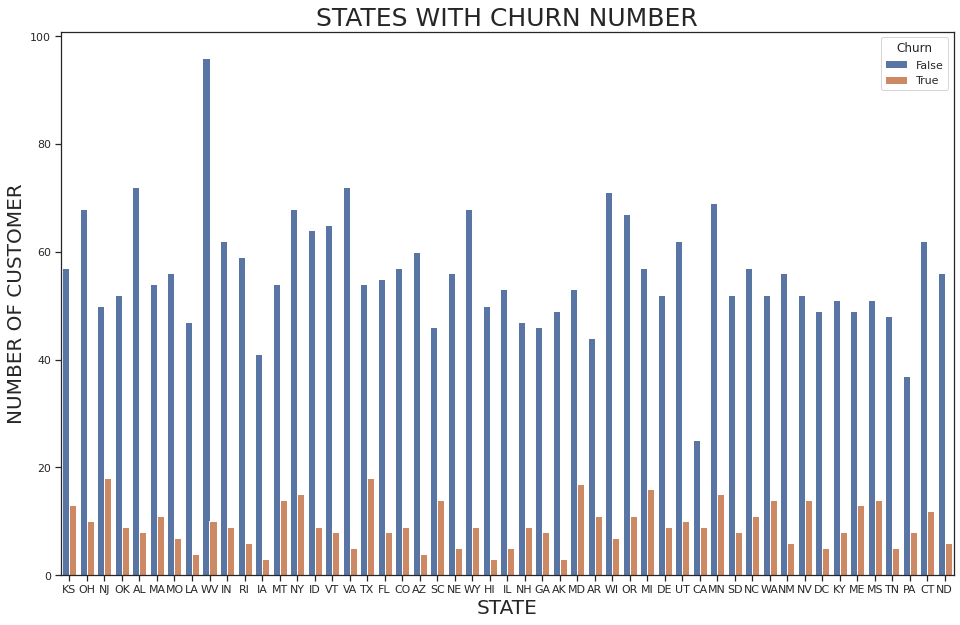 STATES WITH CHURN NUMBER
Churn
False
True
NUMBER OF CUSTOMER
100
80
60
40
20
0
KS OH NJ OK AL MA MO LA WV IN RI IA MT NY ID VT VA TX FL CO AZ SC NE WY HI IL NH GA AK MD AR WI OR MI DE UT CA MN SD NC WA NM NV DC KY ME MS TN PA CT ND
STATE